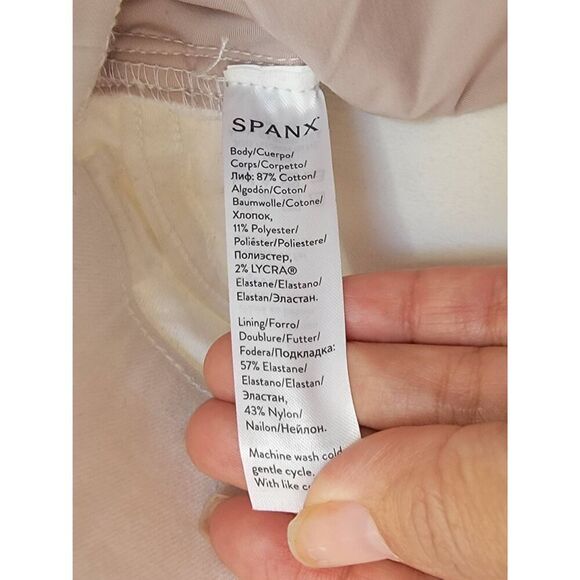 SPANX
Body/Cuerpo/
Corps/Corpetto/
Лиф: 87% Cotton/
Algodón/Coton/
Baumwolle/Cotone/
Хлопок,
11% Polyester/
Poliéster/Poliestere/
Полиэстер,
2% LYCRA®
Elastane/Elastano/
Elastan/Эластан.
Lining/Forro/
Doublure/Futter/
Fodera/Подкладка:
57% Elastane/
Elastano/Elastan/
Эластан,
43% Nylon/
Nailon/Нейлон.
Machine wash cold
gentle cycle.
With like